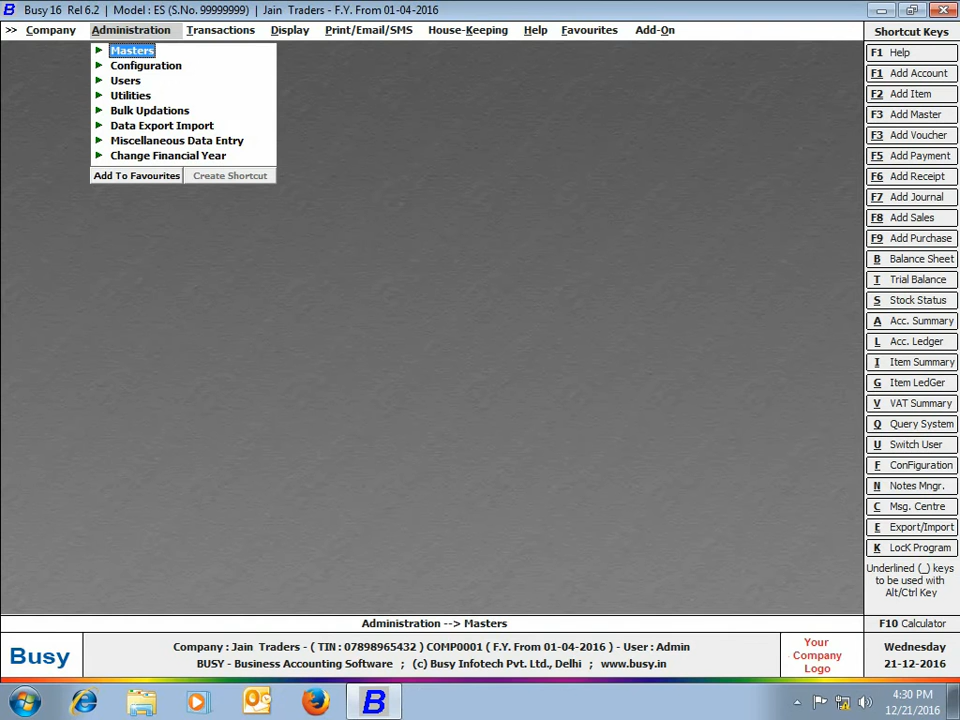 Busy 16 Rel 6.2 | Model : ES (S.No. 99999999) | Jain Traders - F.Y. From 01-04-2016
>> Company Administration Transactions Display Print/Email/SMS House-Keeping Help Favourites Add-On
Masters
Configuration
Users
Utilities
Bulk Updations
Data Export Import
Miscellaneous Data Entry
Change Financial Year
Add To Favourites Create Shortcut
Shortcut Keys
F1 Help
F1 Add Account
F2 Add Item
F3 Add Master
F3 Add Voucher
F5 Add Payment
F6 Add Receipt
F7 Add Journal
F8 Add Sales
F9 Add Purchase
B Balance Sheet
T Trial Balance
S Stock Status
A Acc. Summary
L Acc. Ledger
I Item Summary
G Item LedGer
V VAT Summary
Q Query System
U Switch User
F ConFiguration
N Notes Mngr.
C Msg. Centre
E Export/Import
K LocK Program
Underlined (_) keys
to be used with
Alt/Ctrl Key
Administration --> Masters
F10 Calculator
Busy
Company : Jain Traders - ( TIN : 07898965432 ) COMP0001 ( F.Y. From 01-04-2016 ) - User : Admin
BUSY - Business Accounting Software ; (c) Busy Infotech Pvt. Ltd., Delhi ; www.busy.in
Your
Company
Logo
Wednesday
21-12-2016
4:30 PM
12/21/2016